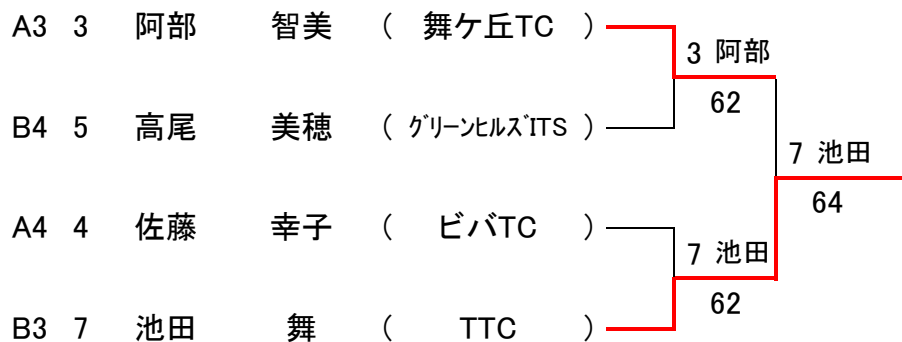 A3 3 阿部 智美 ( 舞ケ丘TC )
3 阿部
62
B4 5 高尾 美穂 ( グリーンヒルズITS )
7 池田
64
A4 4 佐藤 幸子 ( ビバTC )
7 池田
62
B3 7 池田 舞 ( TTC )